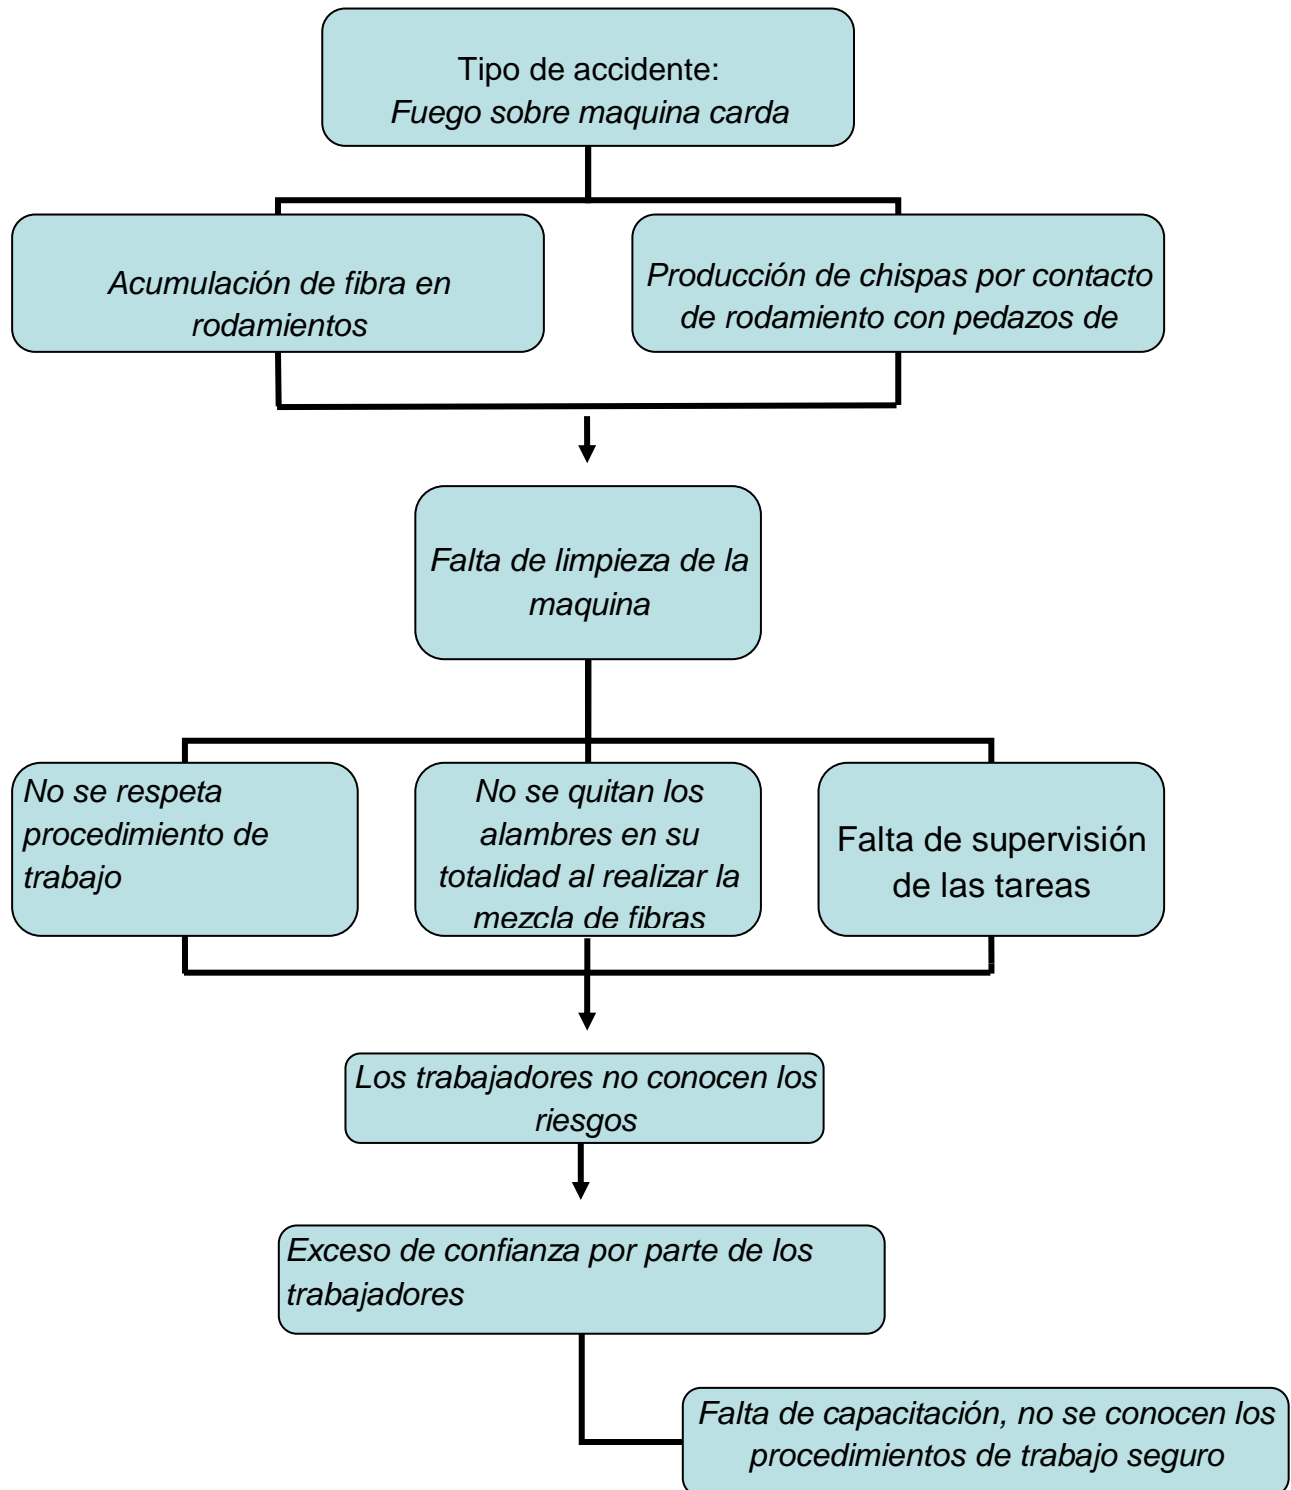 Tipo de accidente:
Fuego sobre maquina carda
Acumulación de fibra en
rodamientos
Producción de chispas por contacto
de rodamiento con pedazos de
Falta de limpieza de la
maquina
No se respeta
procedimiento de
trabajo
No se quitan los
alambres en su
totalidad al realizar la
mezcla de fibras
Falta de supervisión
de las tareas
Los trabajadores no conocen los
riesgos
Exceso de confianza por parte de los
trabajadores
Falta de capacitación, no se conocen los
procedimientos de trabajo seguro